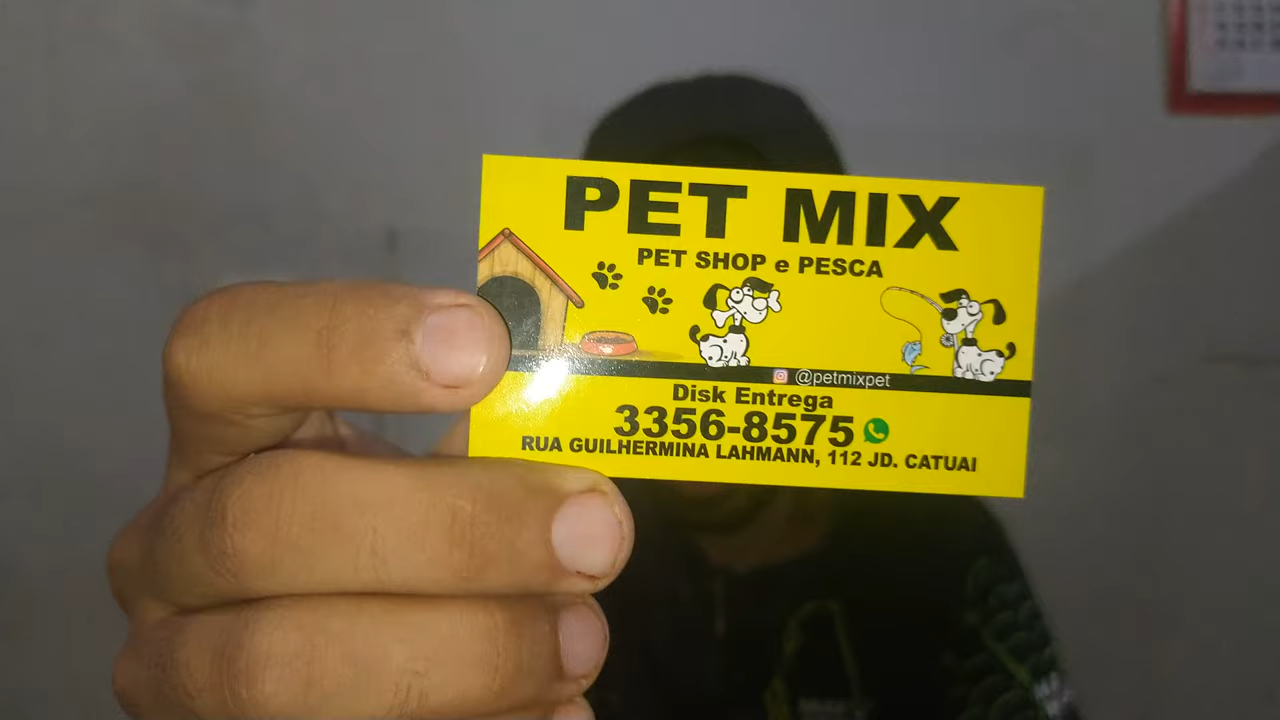 PET MIX
PET SHOP e PESCA
@petmixpet
Disk Entrega
3356-8575
RUA GUILHERMINA LAHMANN, 112 JD. CATUAI